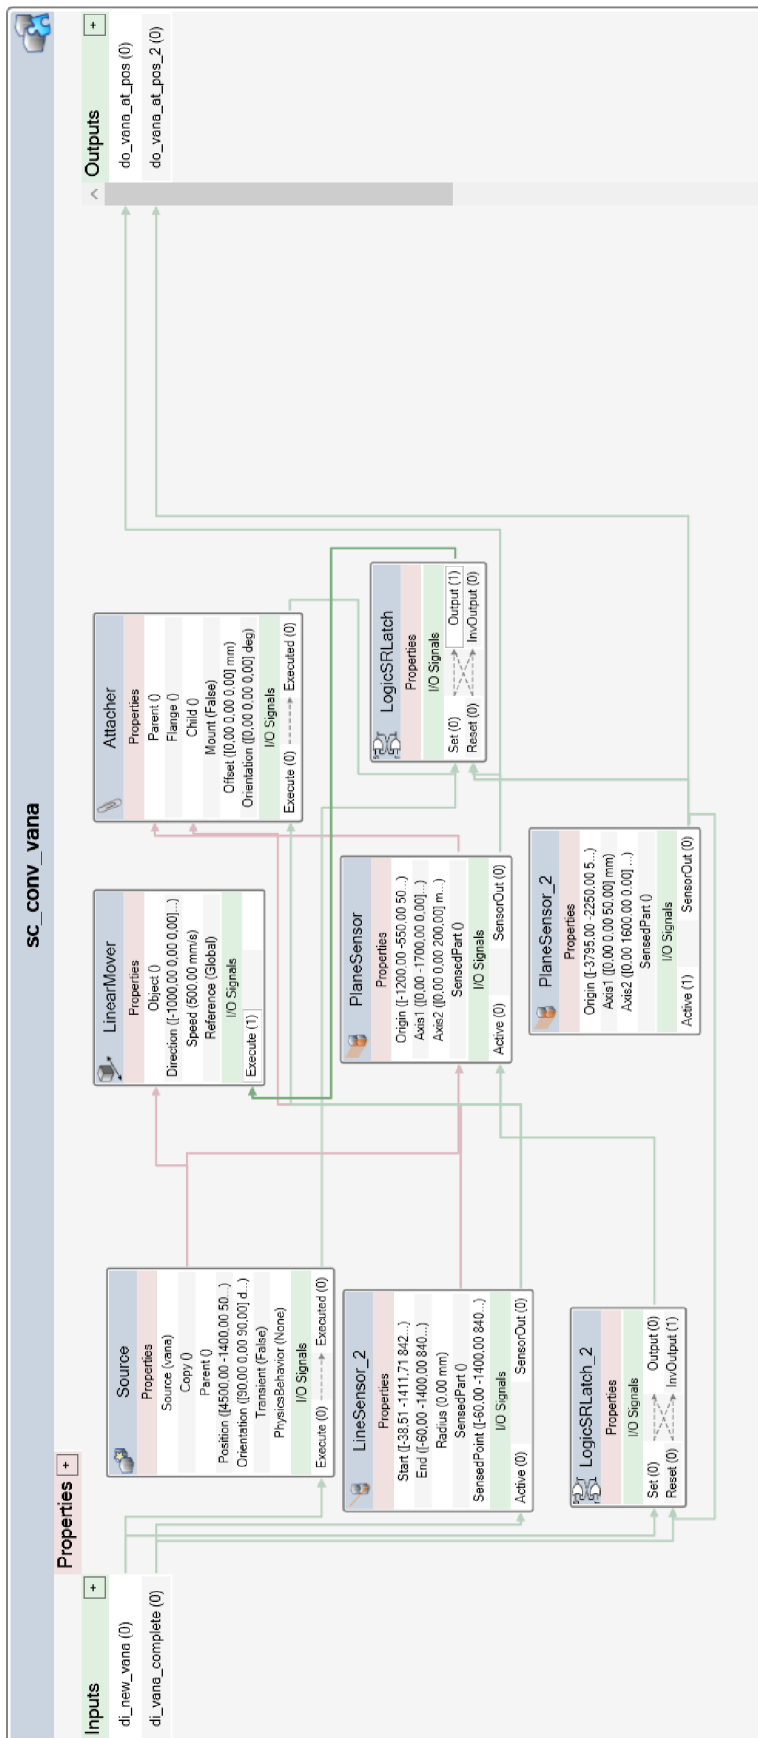 sc_conv_vana
Properties +
Inputs +
di_new_vana (0)
di_vana_complete (0)
Outputs +
do_vana_at_pos (0)
do_vana_at_pos_2 (0)
Source
Properties
Source (vana)
Copy ()
Parent ()
Position ([4500,00 -1400,00 50...)
Orientation ([90,00 0,00 90,00] d...)
Transient (False)
PhysicsBehavior (None)
I/O Signals
Execute (0) Executed (0)
LinearMover
Properties
Object ()
Direction ([-1000,00 0,00 0,00]...)
Speed (500,00 mm/s)
Reference (Global)
I/O Signals
Execute (1)
Attacher
Properties
Parent ()
Flange ()
Child ()
Mount (False)
Offset ([0,00 0,00 0,00] mm)
Orientation ([0,00 0,00 0,00] deg)
I/O Signals
Execute (0) Executed (0)
LineSensor_2
Properties
Start ([-38,51 -1411,71 842...)
End ([-60,00 -1400,00 840...)
Radius (0,00 mm)
SensedPart ()
SensedPoint ([-60,00 -1400,00 840...)
I/O Signals
Active (0) SensorOut (0)
PlaneSensor
Properties
Origin ([-1200,00 -550,00 50...)
Axis1 ([0,00 -1700,00 0,00]...)
Axis2 ([0,00 0,00 200,00] m...)
SensedPart ()
I/O Signals
Active (0) SensorOut (0)
LogicSRLatch
Properties
I/O Signals
Set (0) Output (1)
Reset (0) InvOutput (0)
LogicSRLatch_2
Properties
I/O Signals
Set (0) Output (0)
Reset (0) InvOutput (1)
PlaneSensor_2
Properties
Origin ([-3795,00 -2250,00 5...)
Axis1 ([0,00 0,00 50,00] mm)
Axis2 ([0,00 1600,00 0,00] ...)
SensedPart ()
I/O Signals
Active (1) SensorOut (0)